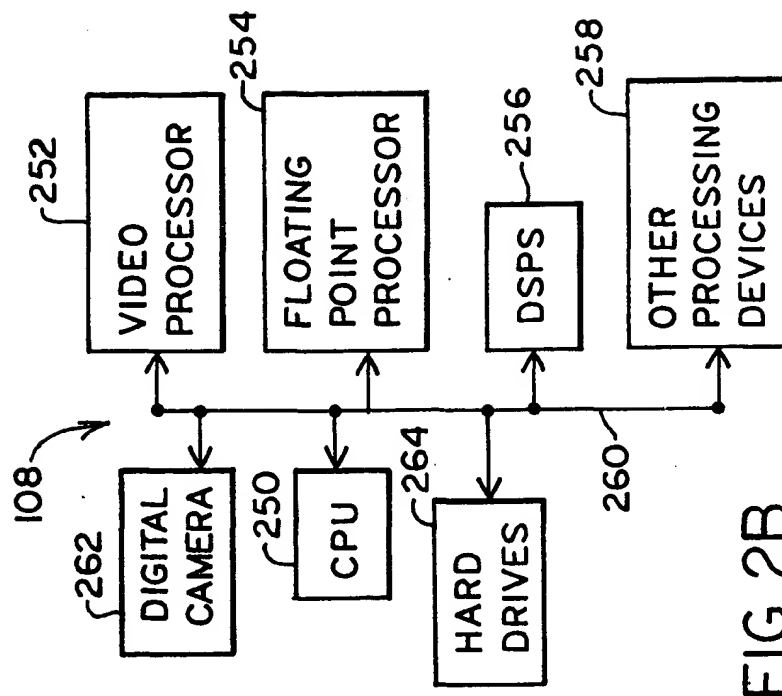 108
262
DIGITAL
CAMERA
250
CPU
264
HARD
DRIVES
252
VIDEO
PROCESSOR
254
FLOATING
POINT
PROCESSOR
256
DSPS
258
OTHER
PROCESSING
DEVICES
260
FIG 2B